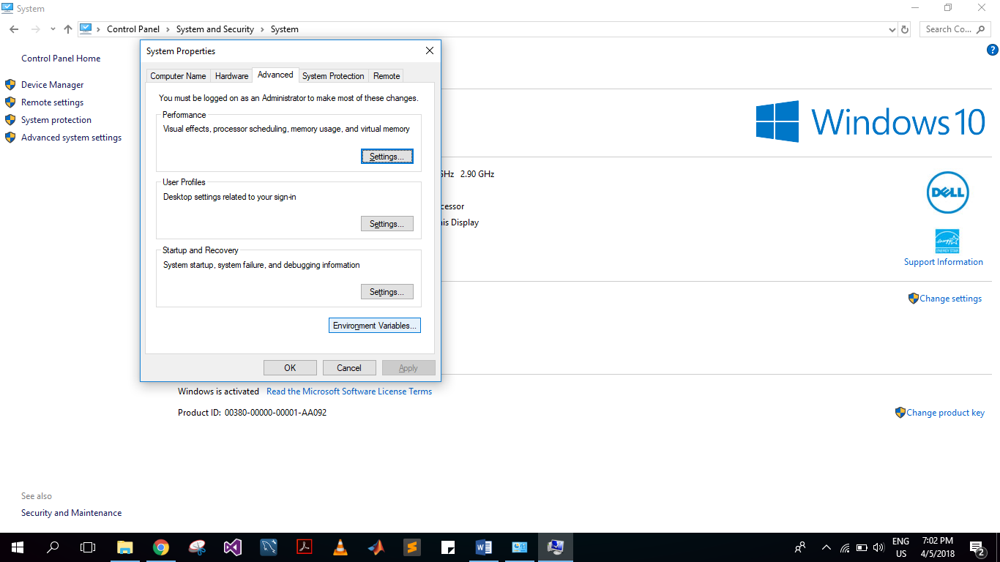 System
Control Panel > System and Security > System
Search Co...
Control Panel Home
Device Manager
Remote settings
System protection
Advanced system settings
System Properties
Computer Name Hardware Advanced System Protection Remote
You must be logged on as an Administrator to make most of these changes.
Performance
Visual effects, processor scheduling, memory usage, and virtual memory
Settings...
User Profiles
Desktop settings related to your sign-in
Settings...
Startup and Recovery
System startup, system failure, and debugging information
Settings...
Environment Variables...
OK Cancel Apply
Windows 10
GHz 2.90 GHz
cessor
his Display
DELL
ENERGY STAR
Support Information
Change settings
Windows is activated Read the Microsoft Software License Terms
Product ID: 00380-00000-00001-AA092
Change product key
See also
Security and Maintenance
ENG
US
7:02 PM
4/5/2018
2